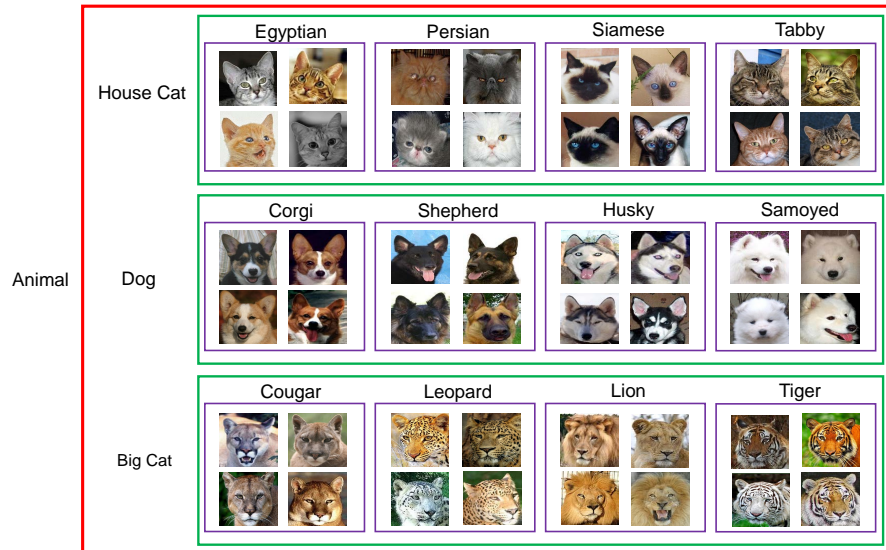 Egyptian Persian Siamese Tabby
House Cat
Corgi Shepherd Husky Samoyed
Animal Dog
Cougar Leopard Lion Tiger
Big Cat